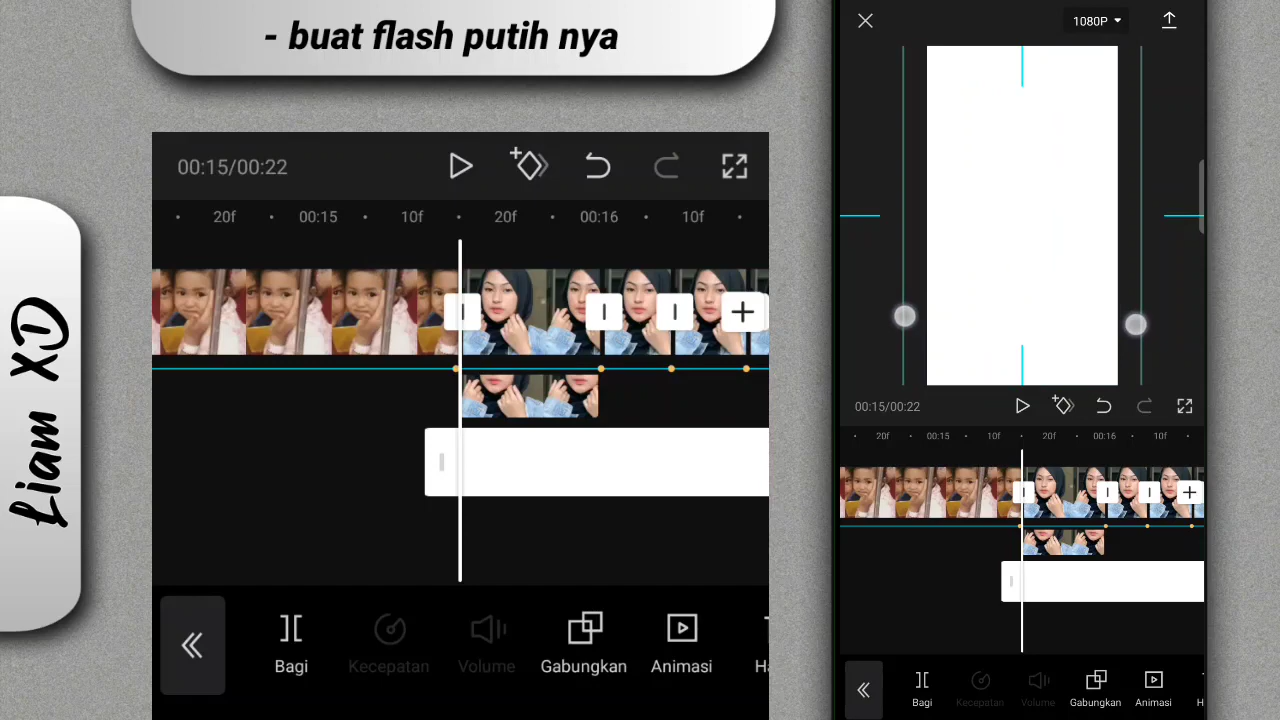 - buat flash putih nya
Liam XD
00:15/00:22
20f 00:15 10f 20f 00:16 10f
Bagi Kecepatan Volume Gabungkan Animasi Ha
1080P
00:15/00:22
20f 00:15 10f 20f 00:16 10f
Bagi Kecepatan Volume Gabungkan Animasi H